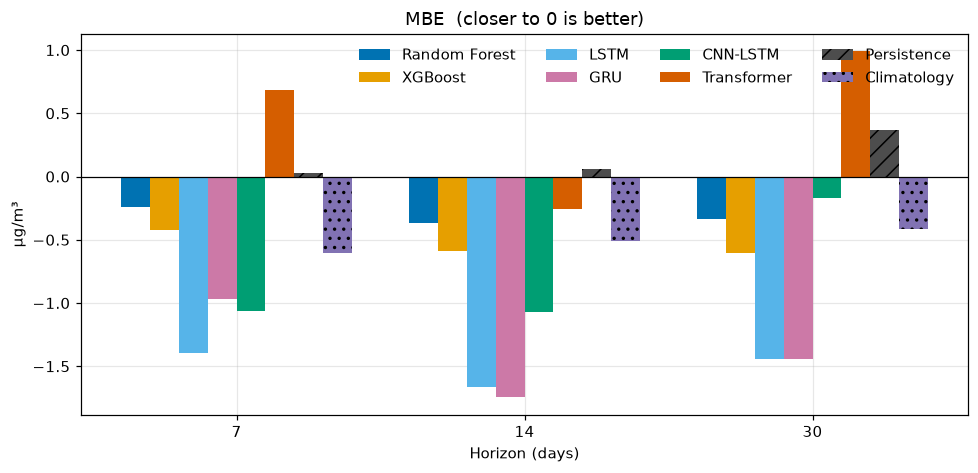 MBE  (closer to 0 is better)
Random Forest
XGBoost
LSTM
GRU
CNN-LSTM
Transformer
Persistence
Climatology
μg/m³
1.0
0.5
0.0
−0.5
−1.0
−1.5
7
14
30
Horizon (days)